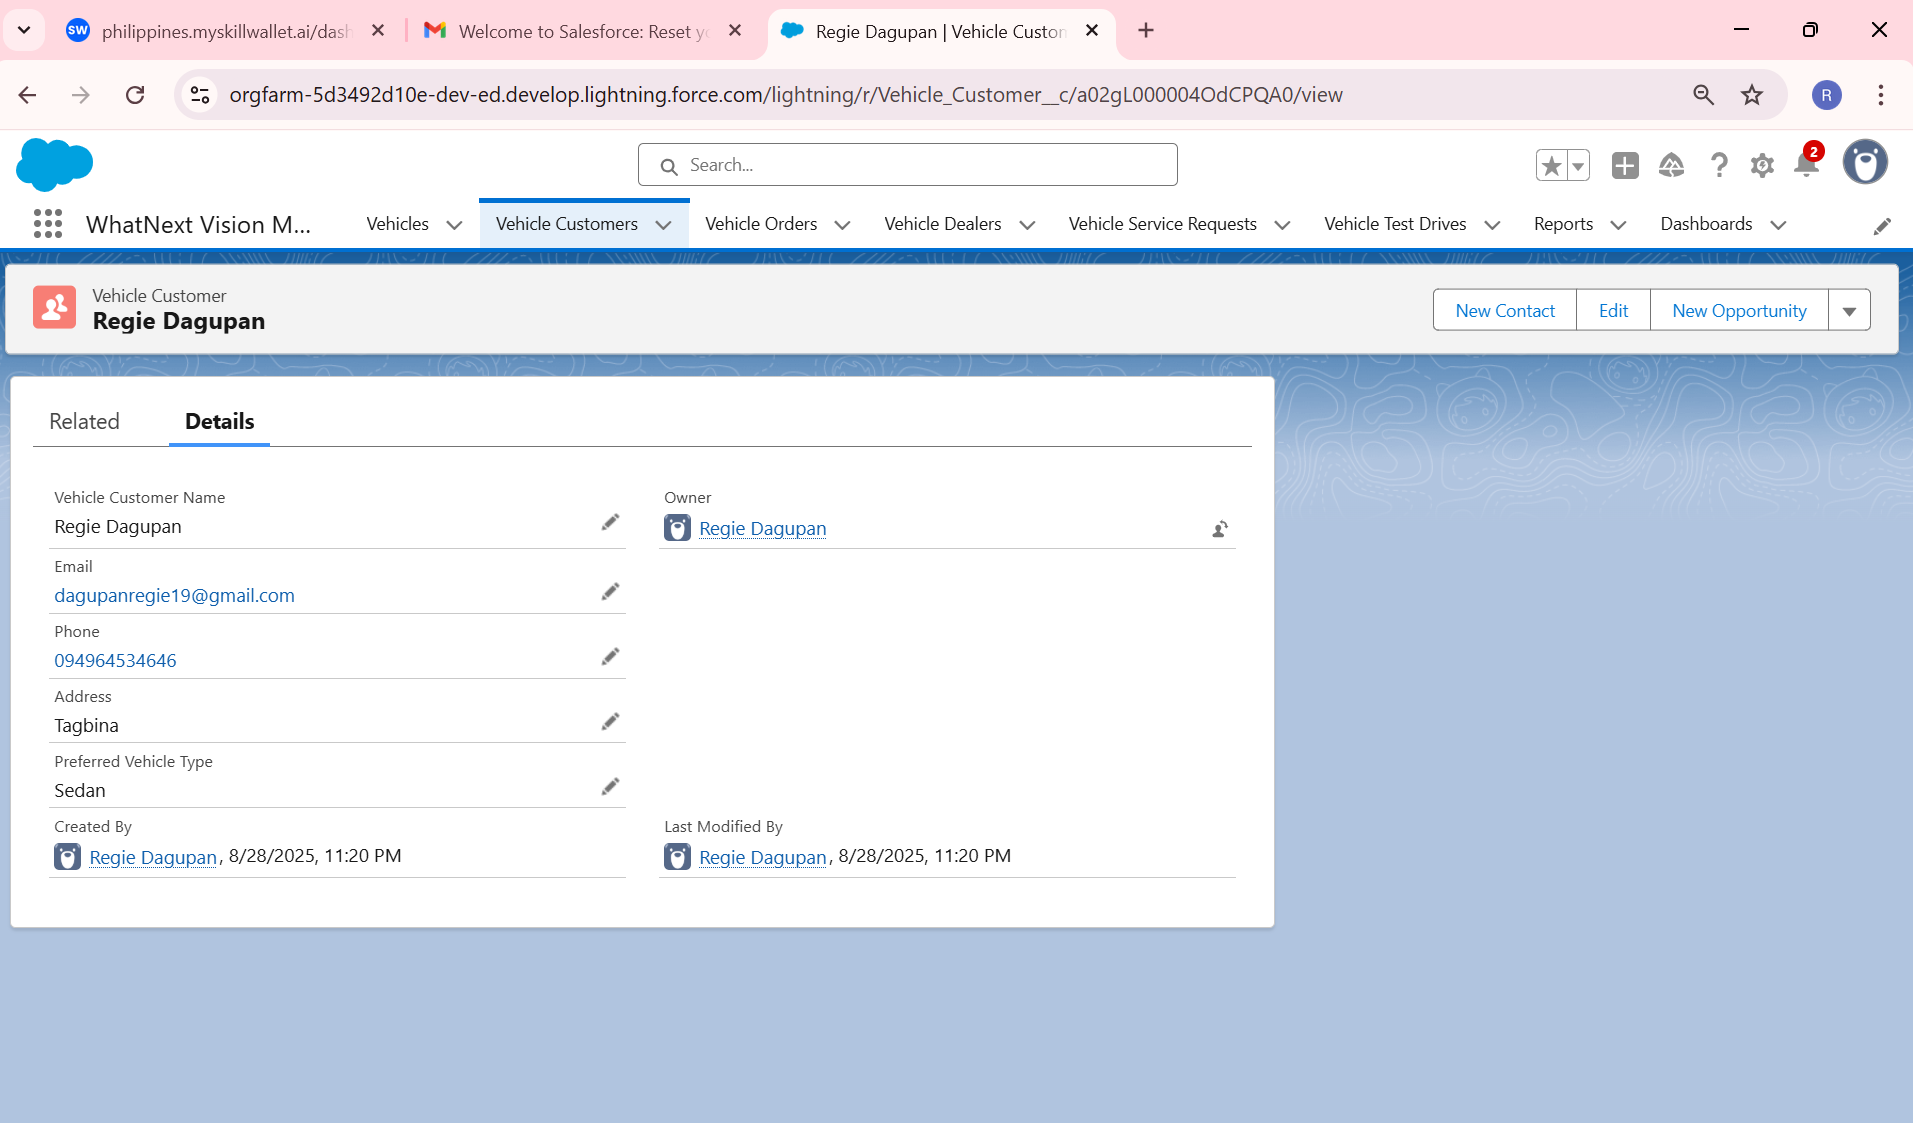 SW philippines.myskillwallet.ai/dash
Welcome to Salesforce: Reset yo
Regie Dagupan | Vehicle Custom
orgfarm-5d3492d10e-dev-ed.develop.lightning.force.com/lightning/r/Vehicle_Customer__c/a02gL000004OdCPQA0/view
R
Search...
2
WhatNext Vision M...
Vehicles
Vehicle Customers
Vehicle Orders
Vehicle Dealers
Vehicle Service Requests
Vehicle Test Drives
Reports
Dashboards
Vehicle Customer
Regie Dagupan
New Contact
Edit
New Opportunity
Related
Details
Vehicle Customer Name
Regie Dagupan
Owner
Regie Dagupan
Email
dagupanregie19@gmail.com
Phone
094964534646
Address
Tagbina
Preferred Vehicle Type
Sedan
Created By
Regie Dagupan, 8/28/2025, 11:20 PM
Last Modified By
Regie Dagupan, 8/28/2025, 11:20 PM